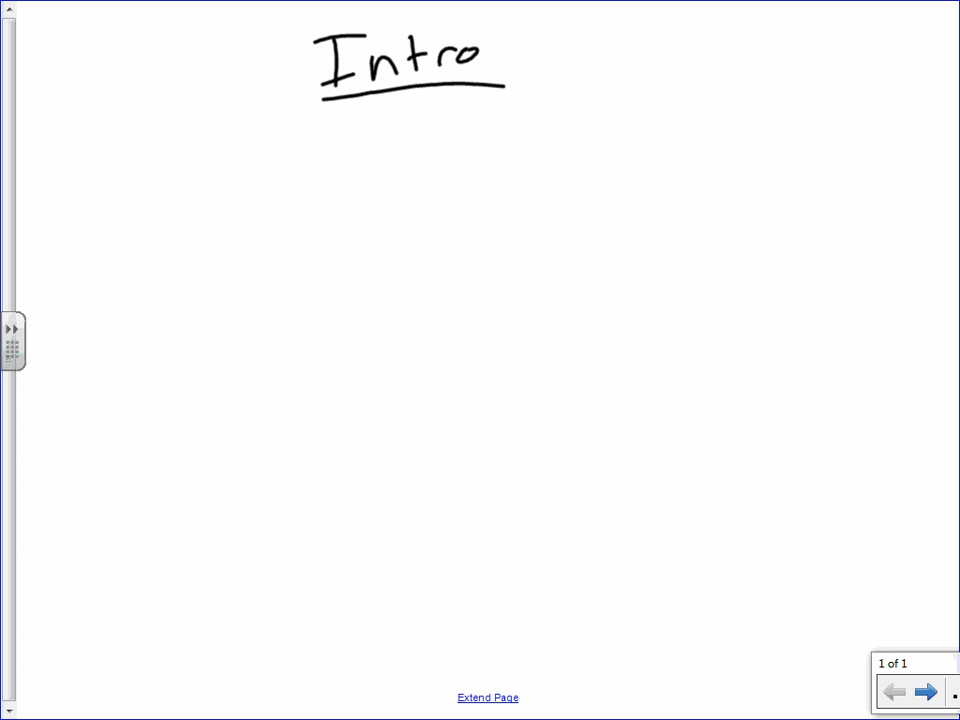 Intro
1 of 1
Extend Page